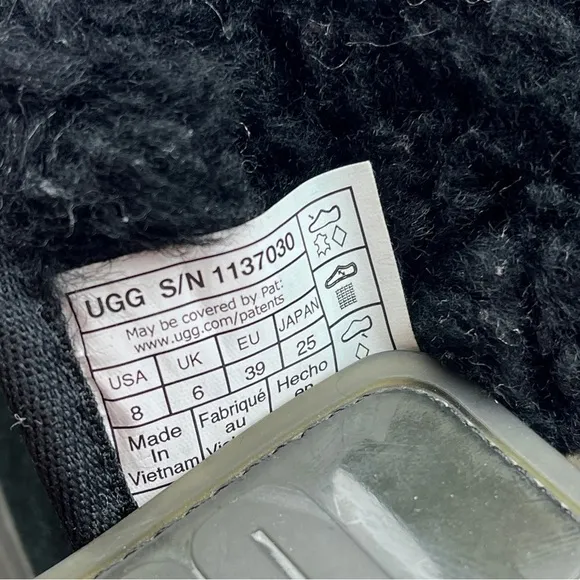 UGG S/N 1137030
May be covered by Pat:
www.ugg.com/patents
USA UK EU JAPAN
8 6 39 25
Made In Vietnam
Fabriqué au
Hecho en